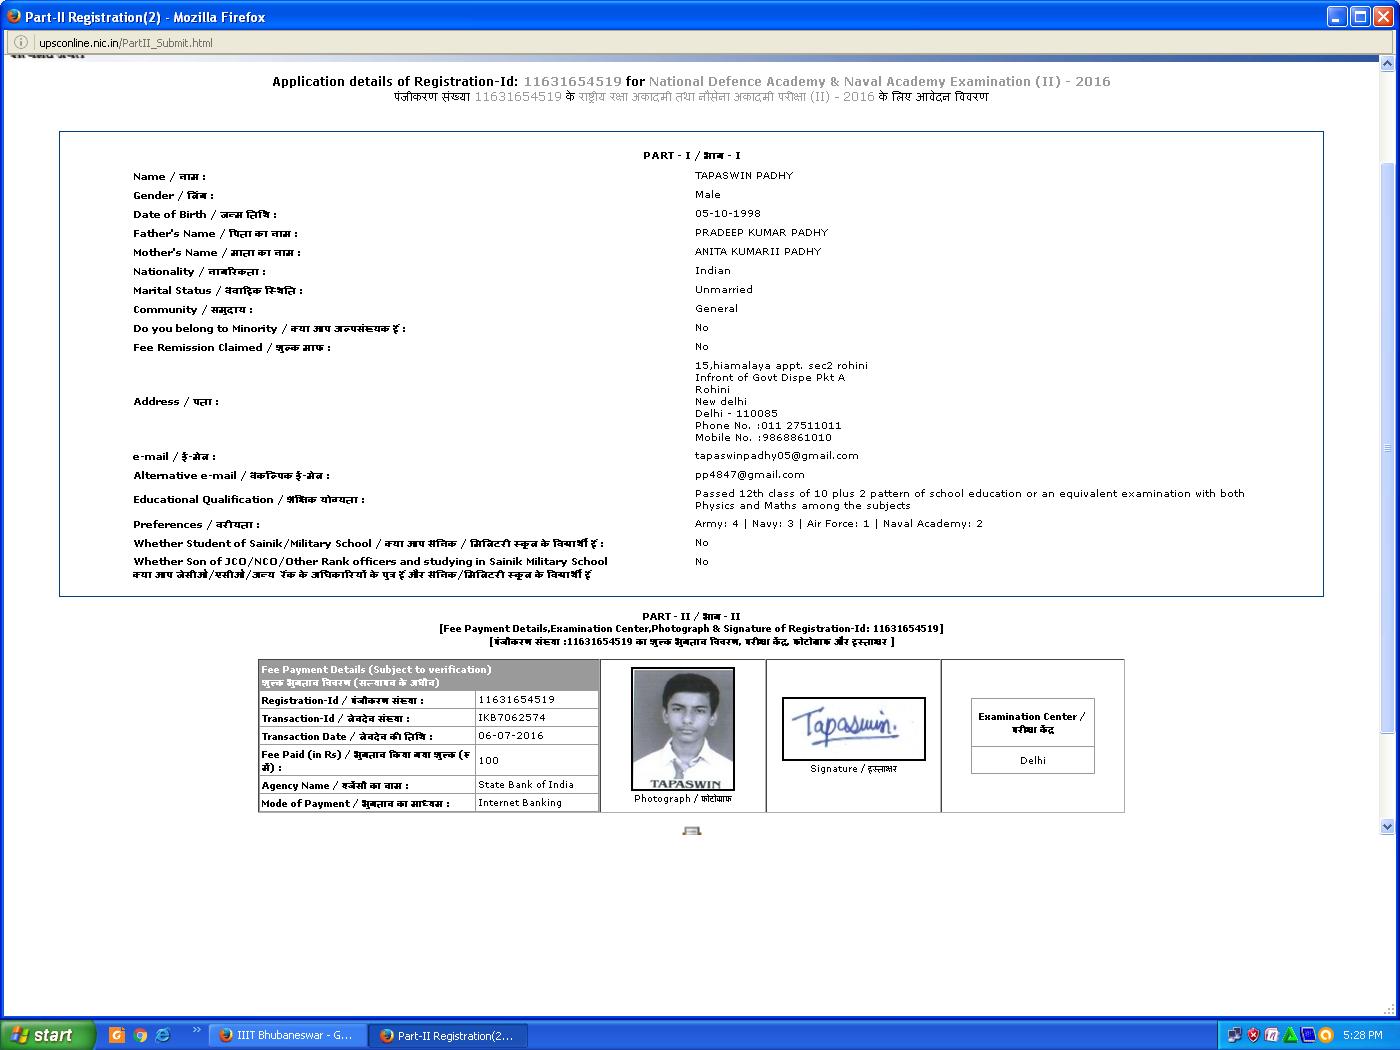 Part-II Registration(2) - Mozilla Firefox
upsconline.nic.in/PartII_Submit.html
Application details of Registration-Id: 11631654519 for National Defence Academy & Naval Academy Examination (II) - 2016
पंजीकरण संख्या 11631654519 के राष्ट्रीय रक्षा अकादमी तथा नौसेना अकादमी परीक्षा (II) - 2016 के लिए आवेदन विवरण
PART - I / भाग - I
Name / नाम : TAPASWIN PADHY
Gender / लिंग : Male
Date of Birth / जन्म तिथि : 05-10-1998
Father's Name / पिता का नाम : PRADEEP KUMAR PADHY
Mother's Name / माता का नाम : ANITA KUMARII PADHY
Nationality / नागरिकता : Indian
Marital Status / वैवाहिक स्थिति : Unmarried
Community / समुदाय : General
Do you belong to Minority / क्या आप अल्पसंख्यक हैं : No
Fee Remission Claimed / शुल्क माफ : No
Address / पता : 15,hiamalaya appt. sec2 rohini
Infront of Govt Dispe Pkt A
Rohini
New delhi
Delhi - 110085
Phone No. :011 27511011
Mobile No. :9868861010
e-mail / ई-मेल : tapaswinpadhy05@gmail.com
Alternative e-mail / वैकल्पिक ई-मेल : pp4847@gmail.com
Educational Qualification / शैक्षिक योग्यता : Passed 12th class of 10 plus 2 pattern of school education or an equivalent examination with both
Physics and Maths among the subjects
Preferences / वरीयता : Army: 4 | Navy: 3 | Air Force: 1 | Naval Academy: 2
Whether Student of Sainik/Military School / क्या आप सैनिक / मिलिटरी स्कूल के विद्यार्थी हैं : No
Whether Son of JCO/NCO/Other Rank officers and studying in Sainik Military School No
क्या आप जेसीओ/एसीओ/अन्य रैंक के अधिकारियों के पुत्र हैं और सैनिक/मिलिटरी स्कूल के विद्यार्थी हैं
PART - II / भाग - II
[Fee Payment Details,Examination Center,Photograph & Signature of Registration-Id: 11631654519]
[पंजीकरण संख्या :11631654519 का शुल्क भुगतान विवरण, परीक्षा केंद्र, फोटोग्राफ और हस्ताक्षर ]
Fee Payment Details (Subject to verification)
शुल्क भुगतान विवरण (सत्यापन के अधीन)
Registration-Id / पंजीकरण संख्या : 11631654519
Transaction-Id / लेनदेन संख्या : IKB7062574
Transaction Date / लेनदेन की तिथि : 06-07-2016
Fee Paid (in Rs) / भुगतान किया गया शुल्क (रु में) : 100
Agency Name / एजेंसी का नाम : State Bank of India
Mode of Payment / भुगतान का माध्यम : Internet Banking
TAPASWIN
Photograph / फोटोग्राफ
Tapaswin.
Signature / हस्ताक्षर
Examination Center /
परीक्षा केंद्र
Delhi
start
IIIT Bhubaneswar - G...
Part-II Registration(2...
5:28 PM